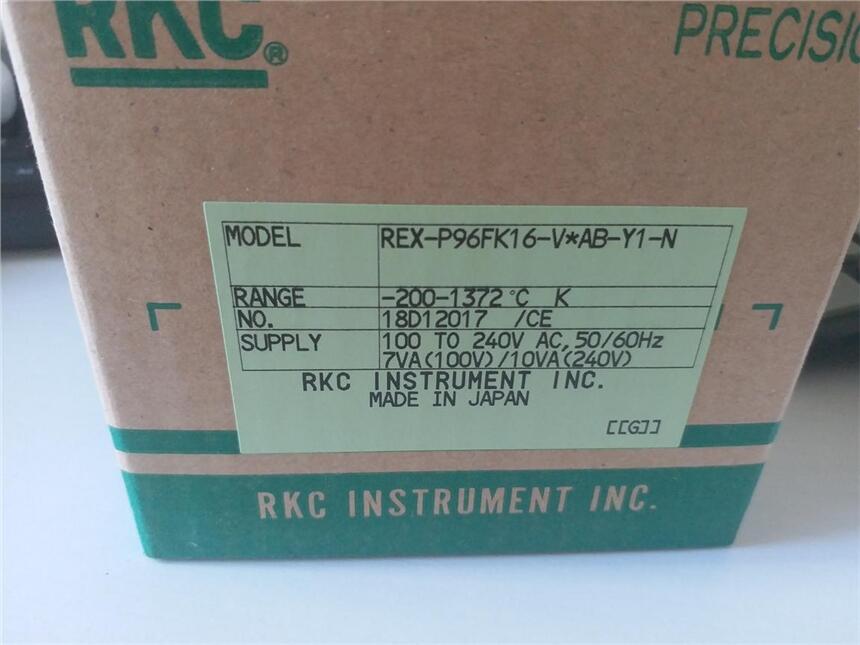 RKC®
PRECISIO
MODEL REX-P96FK16-V*AB-Y1-N
RANGE -200-1372 °C K
NO. 18D12017 /CE
SUPPLY 100 TO 240V AC,50/60Hz
7VA(100V)/10VA(240V)
RKC INSTRUMENT INC.
MADE IN JAPAN
[[G]]
RKC INSTRUMENT INC.